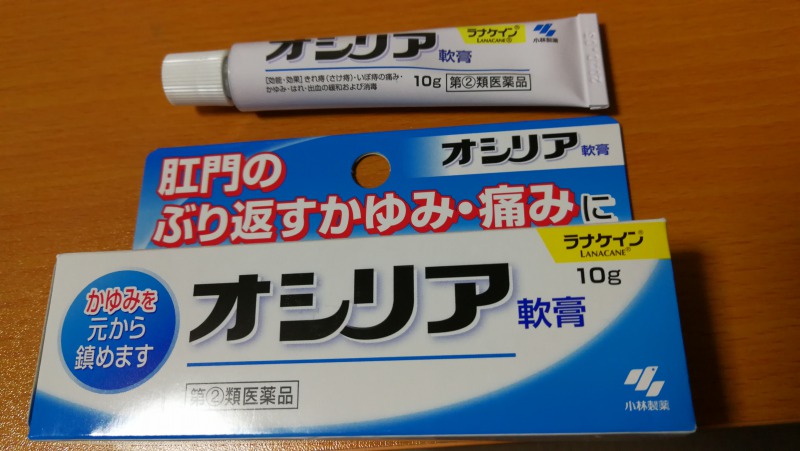 オシリア軟膏
ラナケイン
LANACANE®
小林製薬
[効能・効果]きれ痔(さけ痔)・いぼ痔の痛み・
かゆみ・はれ・出血の緩和および消毒
10g 指②類医薬品
オシリア軟膏
肛門の
ぶり返すかゆみ・痛みに
ラナケイン®
LANACANE®
10g
かゆみを
元から
鎮めます
オシリア軟膏
指②類医薬品
小林製薬